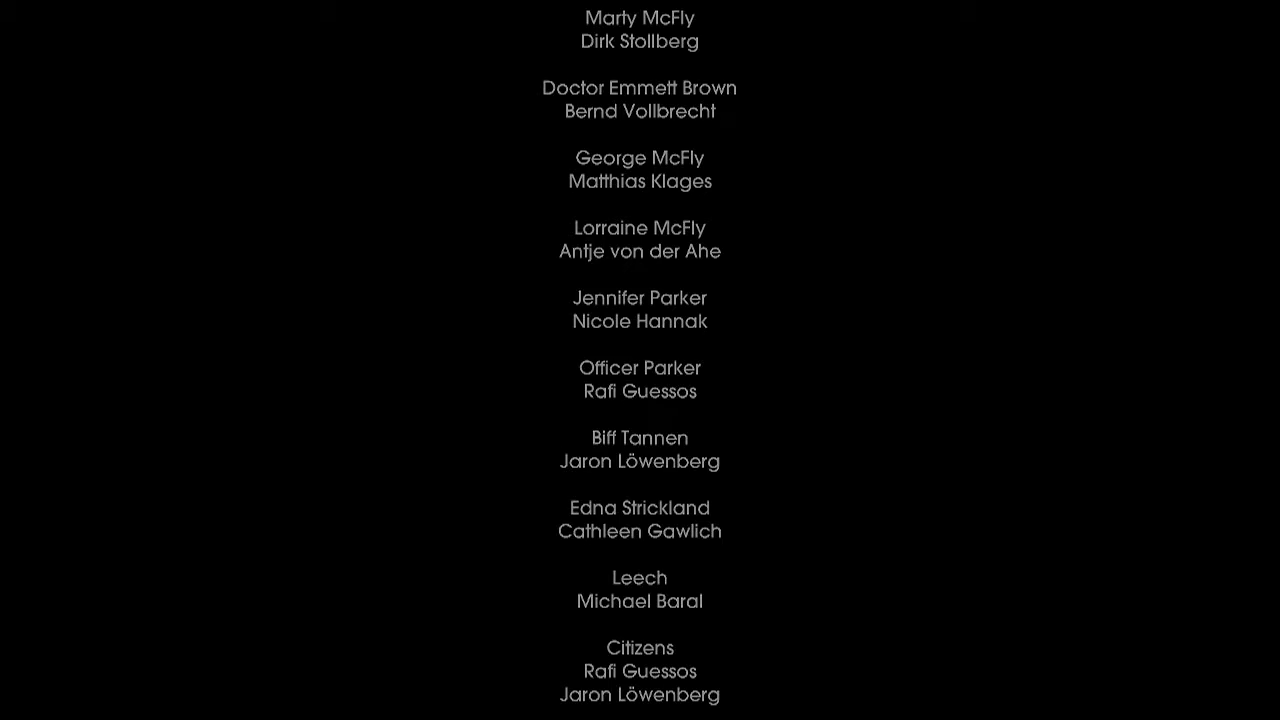 Marty McFly
Dirk Stollberg
Doctor Emmett Brown
Bernd Vollbrecht
George McFly
Matthias Klages
Lorraine McFly
Antje von der Ahe
Jennifer Parker
Nicole Hannak
Officer Parker
Rafi Guessos
Biff Tannen
Jaron Löwenberg
Edna Strickland
Cathleen Gawlich
Leech
Michael Baral
Citizens
Rafi Guessos
Jaron Löwenberg